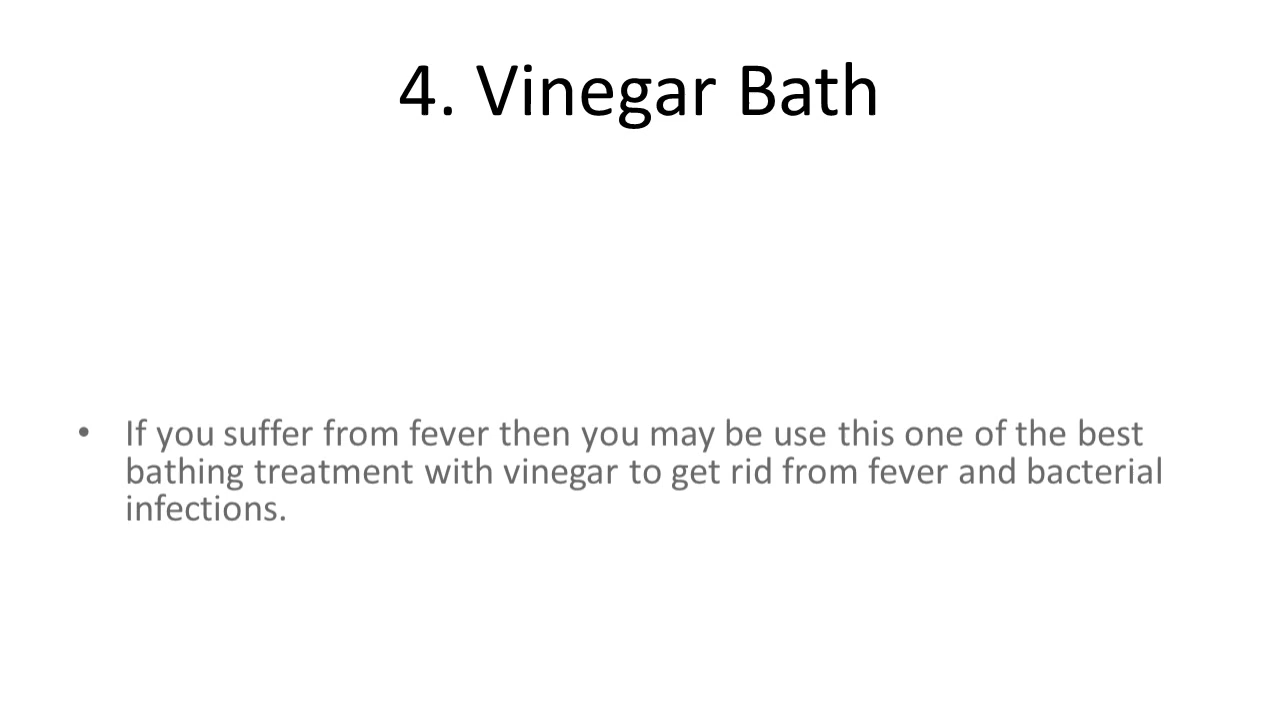 4. Vinegar Bath
• If you suffer from fever then you may be use this one of the best
bathing treatment with vinegar to get rid from fever and bacterial
infections.